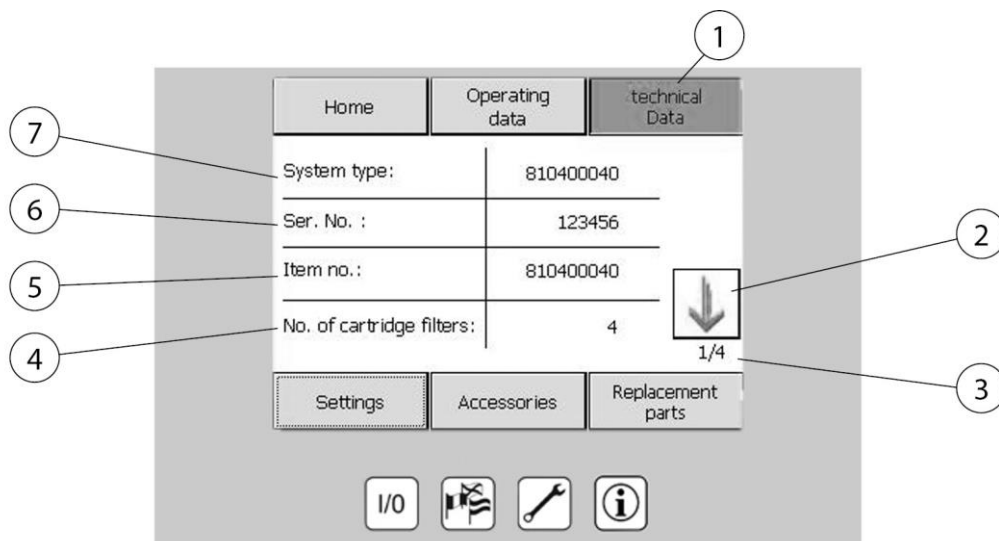 1
Home
Operating
data
technical
Data
7
System type: 810400040
6
Ser. No. : 123456
2
5
Item no.: 810400040
4
No. of cartridge filters: 4
1/4
3
Settings
Accessories
Replacement
parts
I/0
i